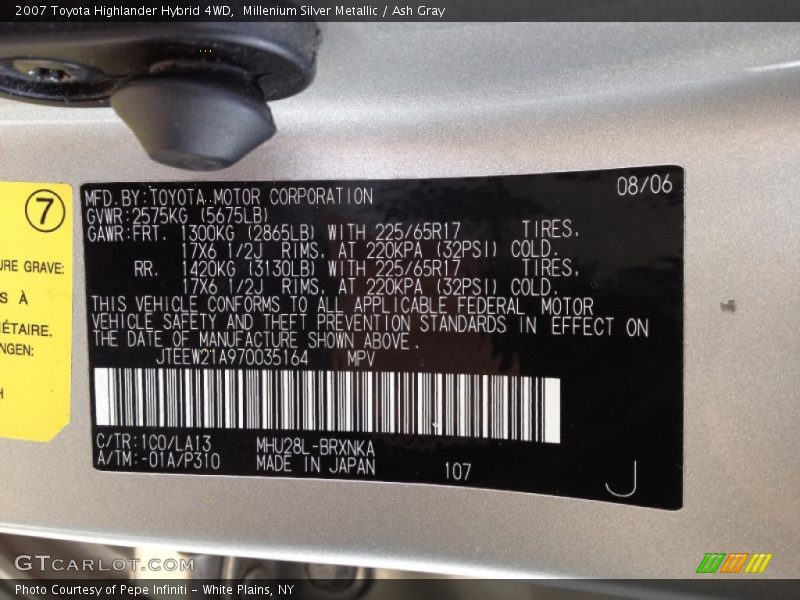 2007 Toyota Highlander Hybrid 4WD,  Millenium Silver Metallic / Ash Gray
7
URE GRAVE:
S À
IÉTAIRE.
NGEN:
H
MFD.BY:TOYOTA MOTOR CORPORATION 08/06
GVWR:2575KG (5675LB)
GAWR:FRT. 1300KG (2865LB) WITH 225/65R17 TIRES,
17X6 1/2J RIMS, AT 220KPA (32PSI) COLD.
RR. 1420KG (3130LB) WITH 225/65R17 TIRES,
17X6 1/2J RIMS, AT 220KPA (32PSI) COLD.
THIS VEHICLE CONFORMS TO ALL APPLICABLE FEDERAL MOTOR
VEHICLE SAFETY AND THEFT PREVENTION STANDARDS IN EFFECT ON
THE DATE OF MANUFACTURE SHOWN ABOVE.
JTEEW21A970035164 MPV
C/TR:1C0/LA13 MHU28L-BRXNKA
A/TM:-01A/P310 MADE IN JAPAN 107 J
GTCARLOT.COM
Photo Courtesy of Pepe Infiniti - White Plains, NY